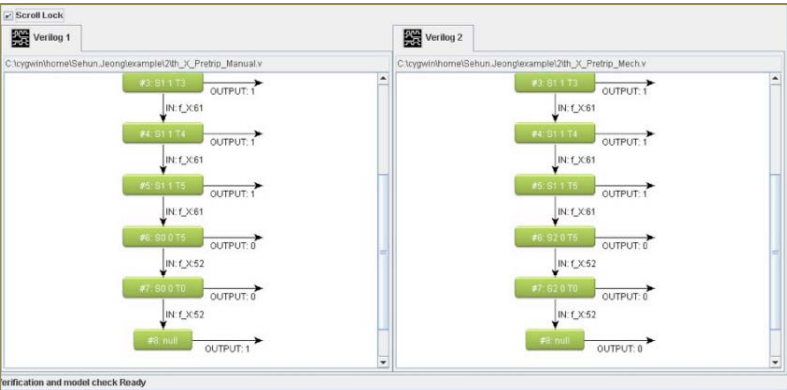 Scroll Lock
Verilog 1
C:\cygwin\home\Sehun.Jeong\example\2\th_X_Pretrip_Manual.v
#3: S1 1 T3
OUTPUT: 1
IN: f_X:61
#4: S1 1 T4
OUTPUT: 1
IN: f_X:61
#5: S1 1 T5
OUTPUT: 1
IN: f_X:61
#6: S0 0 T5
OUTPUT: 0
IN: f_X:52
#7: S0 0 T0
OUTPUT: 0
IN: f_X:52
#8: null
OUTPUT: 1
Verilog 2
C:\cygwin\home\Sehun.Jeong\example\2\th_X_Pretrip_Mech.v
#3: S1 1 T3
OUTPUT: 1
IN: f_X:61
#4: S1 1 T4
OUTPUT: 1
IN: f_X:61
#5: S1 1 T5
OUTPUT: 1
IN: f_X:61
#6: S2 0 T5
OUTPUT: 0
IN: f_X:52
#7: S2 0 T0
OUTPUT: 0
IN: f_X:52
#8: null
OUTPUT: 0
erification and model check Ready